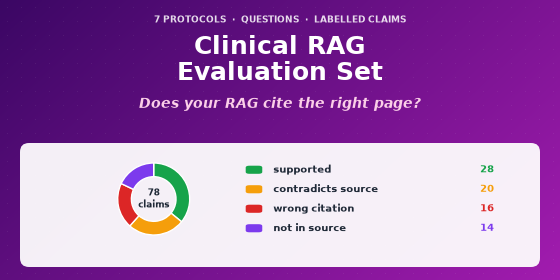 7 PROTOCOLS · QUESTIONS · LABELLED CLAIMS
Clinical RAG
Evaluation Set
Does your RAG cite the right page?
78
claims
supported 28
contradicts source 20
wrong citation 16
not in source 14